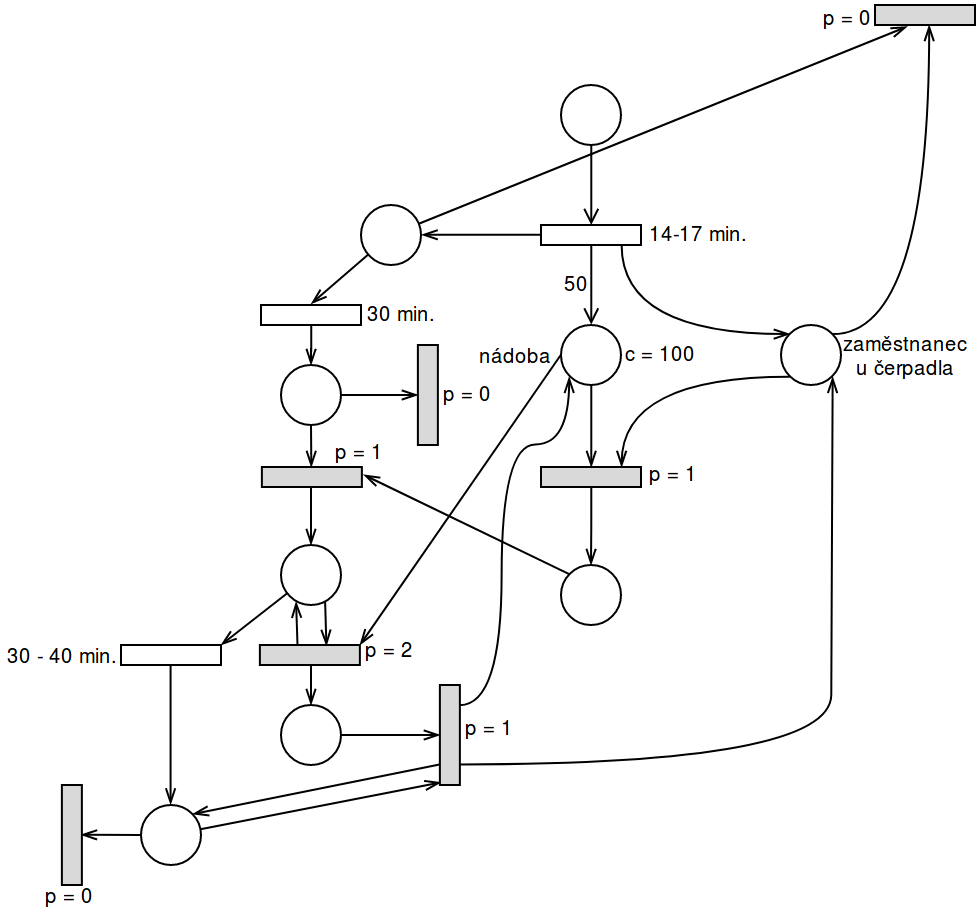 p = 0
14-17 min.
50
30 min.
nádoba
c = 100
zaměstnanec
u čerpadla
p = 0
p = 1
p = 1
30 - 40 min.
p = 2
p = 1
p = 0